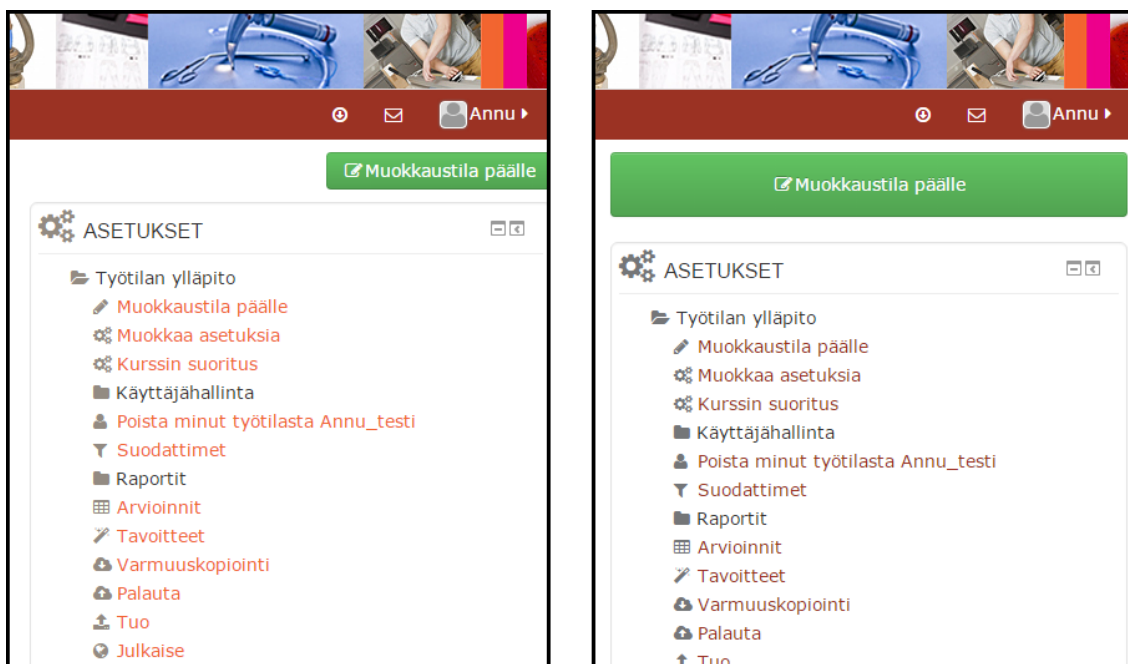 Annu
Muokkaustila päälle
ASETUKSET
Työtilan ylläpito
Muokkaustila päälle
Muokkaa asetuksia
Kurssin suoritus
Käyttäjähallinta
Poista minut työtilasta Annu_testi
Suodattimet
Raportit
Arvioinnit
Tavoitteet
Varmuuskopiointi
Palauta
Tuo
Julkaise
Annu
Muokkaustila päälle
ASETUKSET
Työtilan ylläpito
Muokkaustila päälle
Muokkaa asetuksia
Kurssin suoritus
Käyttäjähallinta
Poista minut työtilasta Annu_testi
Suodattimet
Raportit
Arvioinnit
Tavoitteet
Varmuuskopiointi
Palauta
Tuo